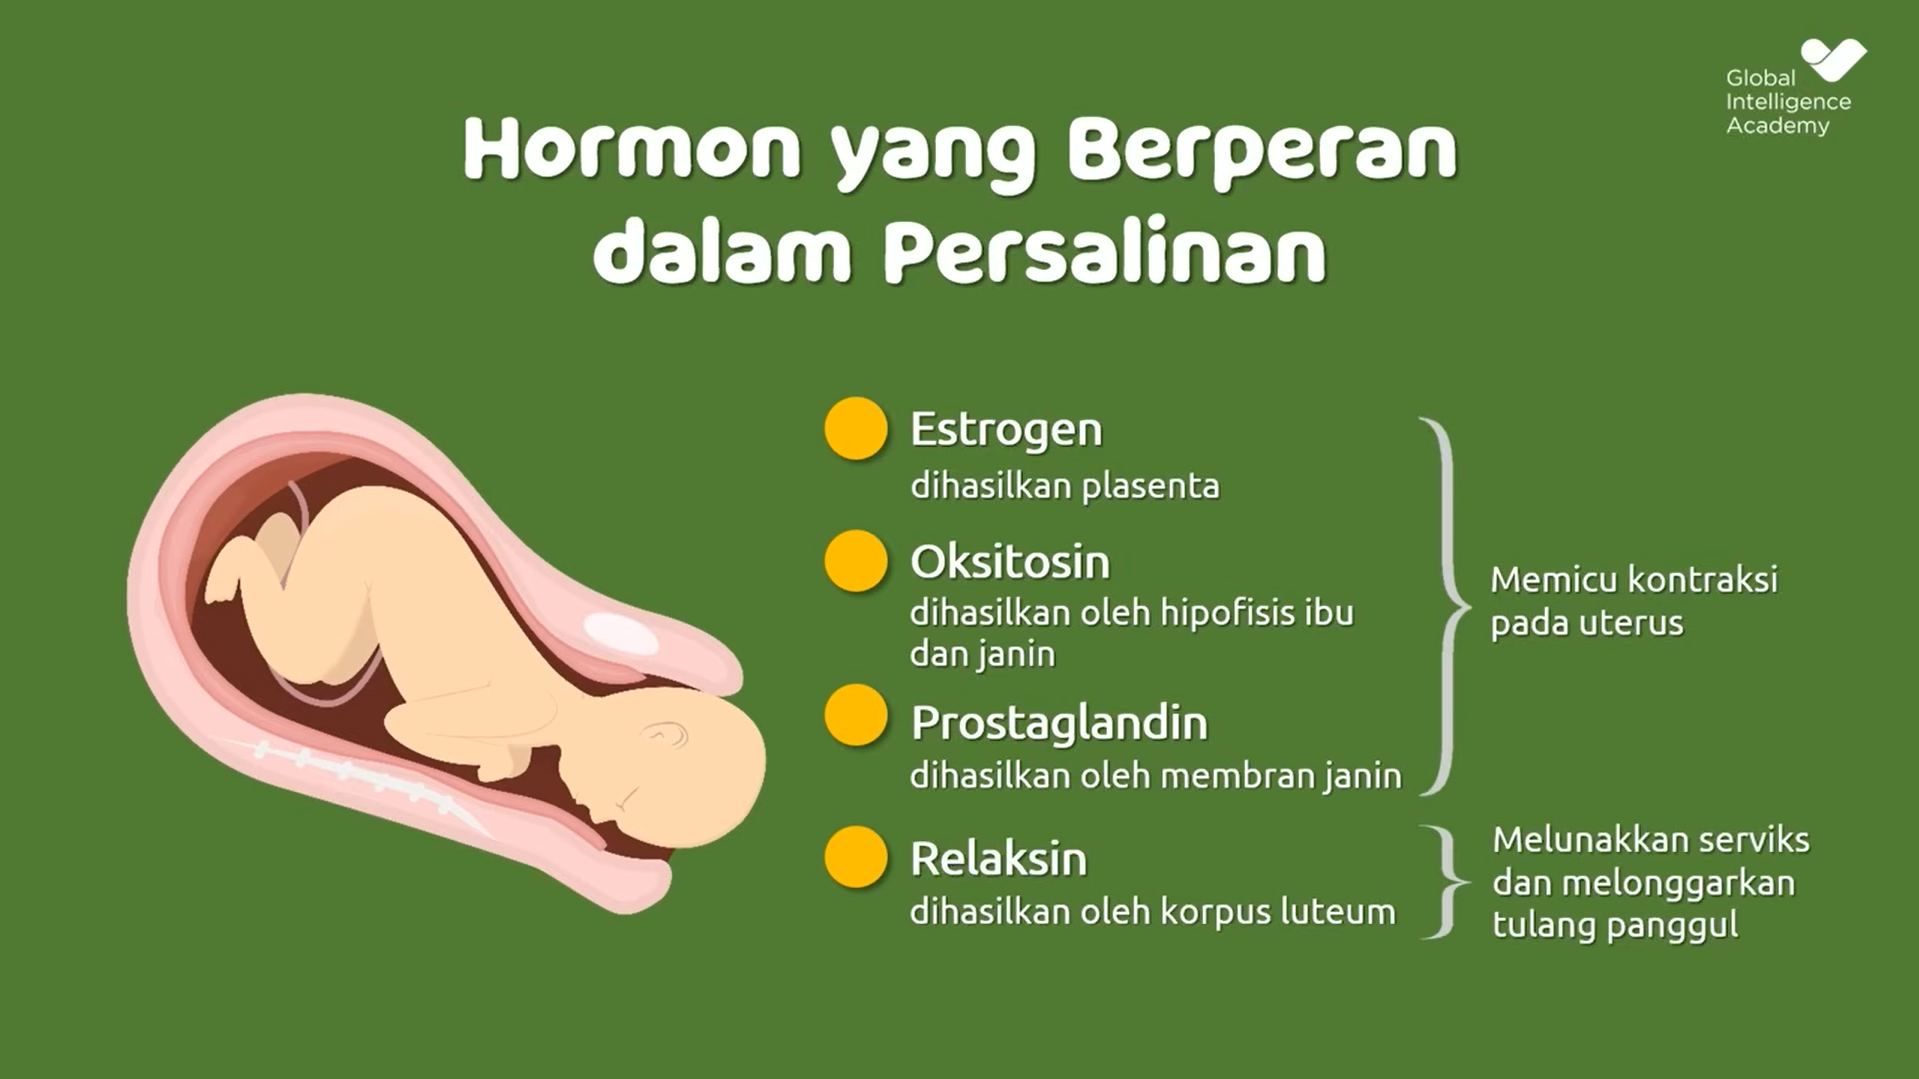 Global
Intelligence
Academy
Hormon yang Berperan
dalam Persalinan
Estrogen
dihasilkan plasenta
Oksitosin
dihasilkan oleh hipofisis ibu
dan janin
Prostaglandin
dihasilkan oleh membran janin
Memicu kontraksi
pada uterus
Relaksin
dihasilkan oleh korpus luteum
Melunakkan serviks
dan melonggarkan
tulang panggul